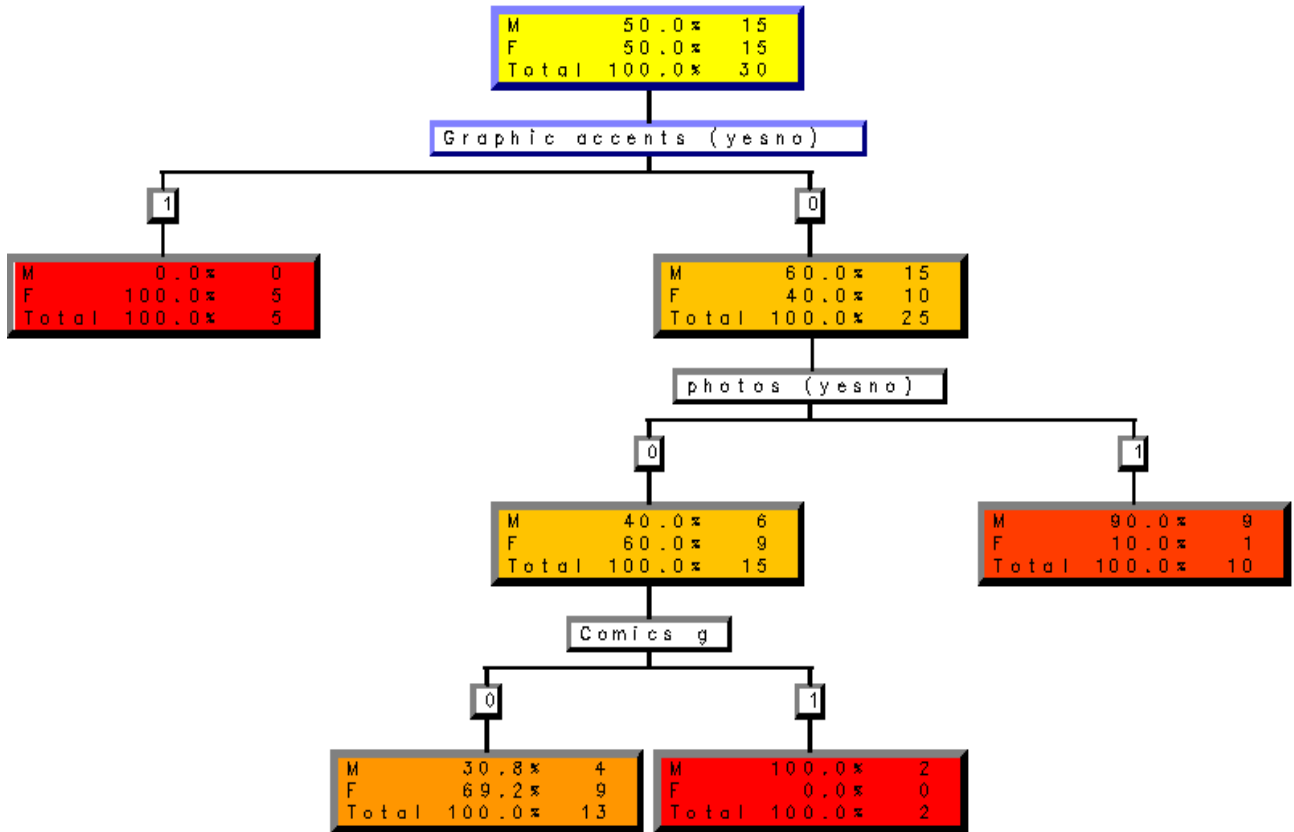 M 50.0% 15
F 50.0% 15
Total 100.0% 30
Graphic accents (yesno)
1
0
M 0.0% 0
F 100.0% 5
Total 100.0% 5
M 60.0% 15
F 40.0% 10
Total 100.0% 25
photos (yesno)
0
1
M 40.0% 6
F 60.0% 9
Total 100.0% 15
M 90.0% 9
F 10.0% 1
Total 100.0% 10
Comics g
0
1
M 30.8% 4
F 69.2% 9
Total 100.0% 13
M 100.0% 2
F 0.0% 0
Total 100.0% 2